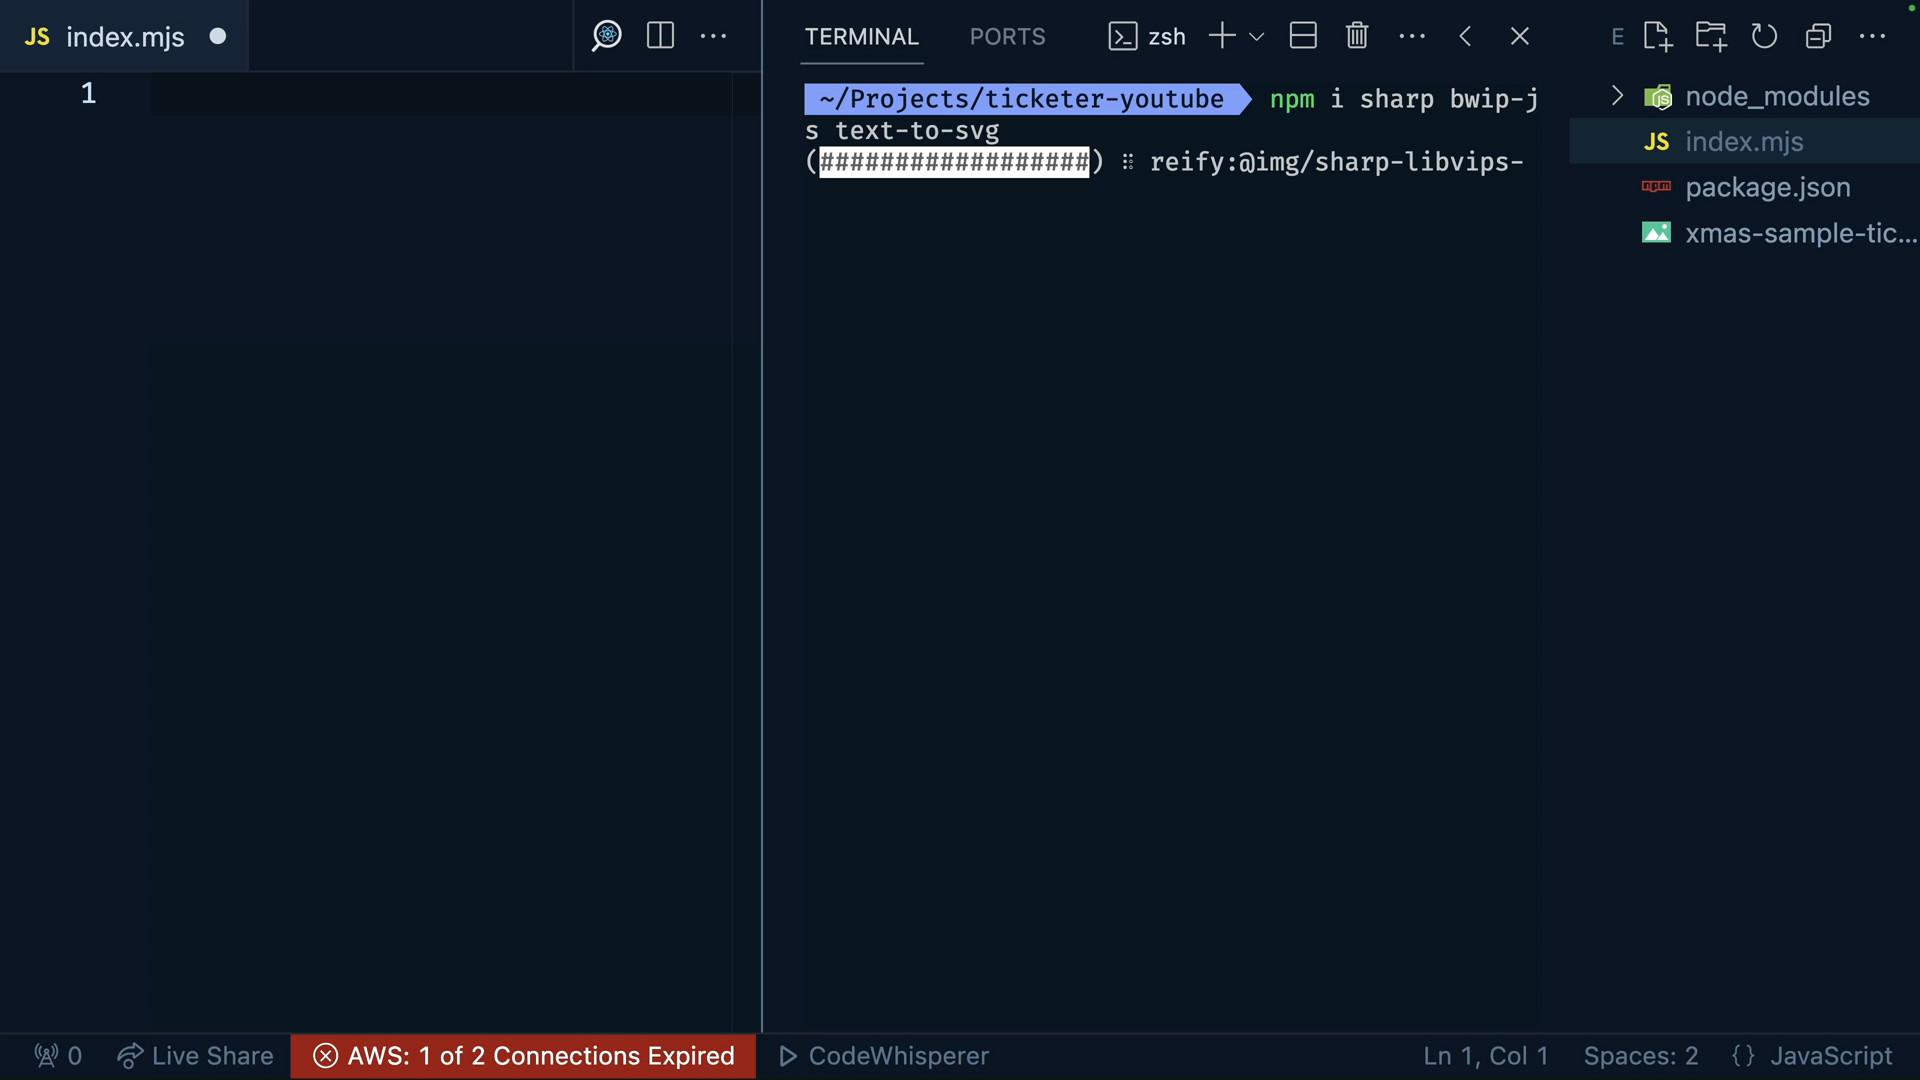 JS index.mjs
1
TERMINAL PORTS zsh
~/Projects/ticketer-youtube npm i sharp bwip-j
s text-to-svg
(##################) ⠿ reify:@img/sharp-libvips-
E
node_modules
JS index.mjs
npm package.json
xmas-sample-tic...
0 Live Share AWS: 1 of 2 Connections Expired CodeWhisperer Ln 1, Col 1 Spaces: 2 {} JavaScript